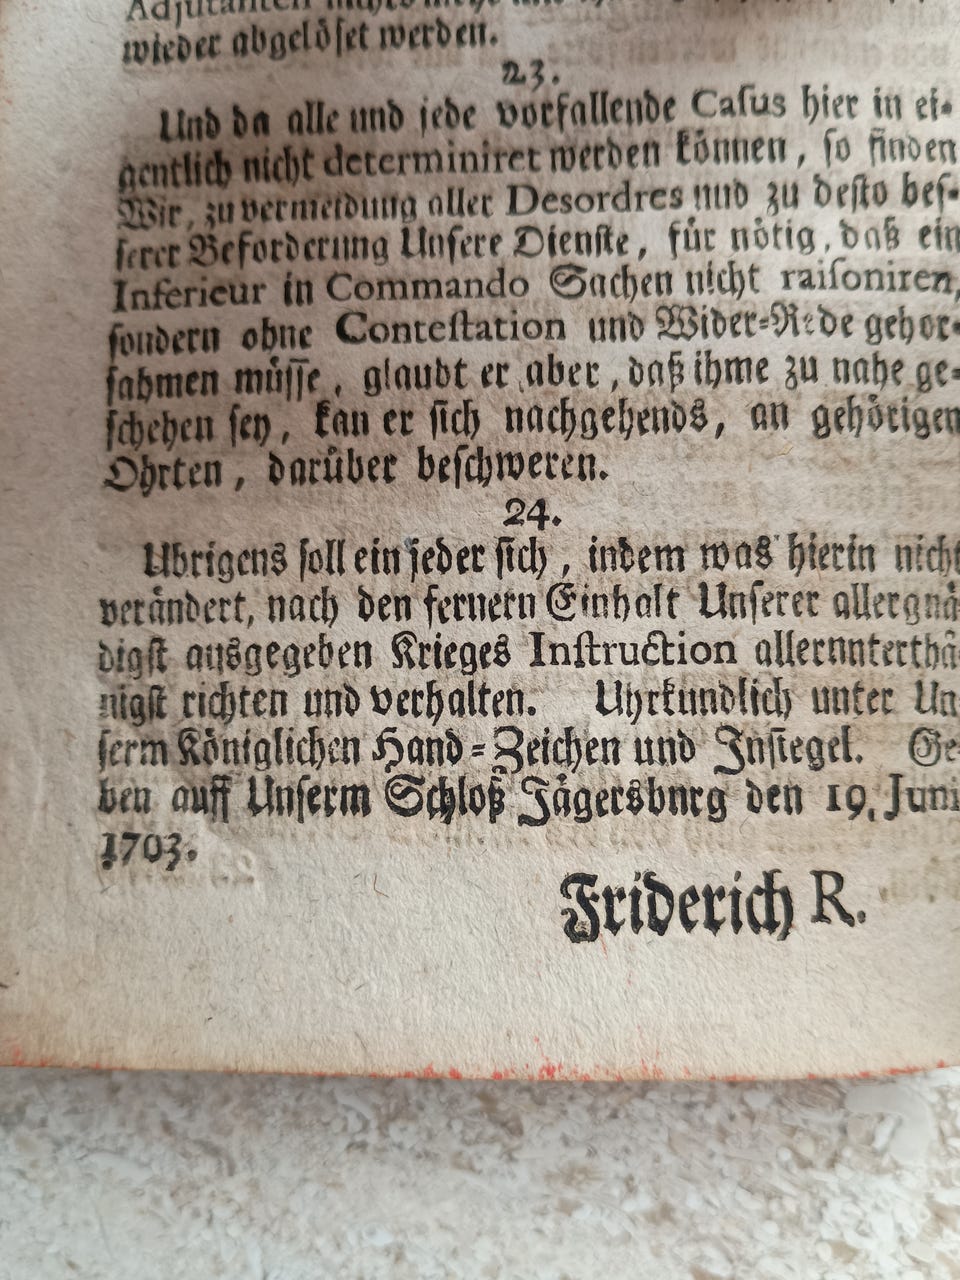 Adjutanten
wieder abgelöset werden.
23.
Und da alle und jede vorfallende Casus hier in ei-
gentlich nicht determiniret werden können, so finden
Wir, zu vermeidung aller Desordres und zu desto bes-
serer Beforderung Unsere Dienste, für nötig, daß ein
Inferieur in Commando Sachen nicht raisoniren,
sondern ohne Contestation und Wider-Rede gehor-
sahmen müsse, glaubt er aber, daß ihme zu nahe ge-
schehen sey, kan er sich nachgehends, an gehörigen
Ohrten, darüber beschweren.
24.
Ubrigens soll ein jeder sich, indem was hierin nicht
verändert, nach den fernern Einhalt Unserer allergnä-
digst ausgegeben Krieges Instruction allerunterthä-
nigst richten und verhalten. Uhrkundlich unter Un-
serm Königlichen Hand-Zeichen und Insiegel. Ge-
ben auff Unserm Schloß Jägersburg den 19. Juni
1703.
Friderich R.